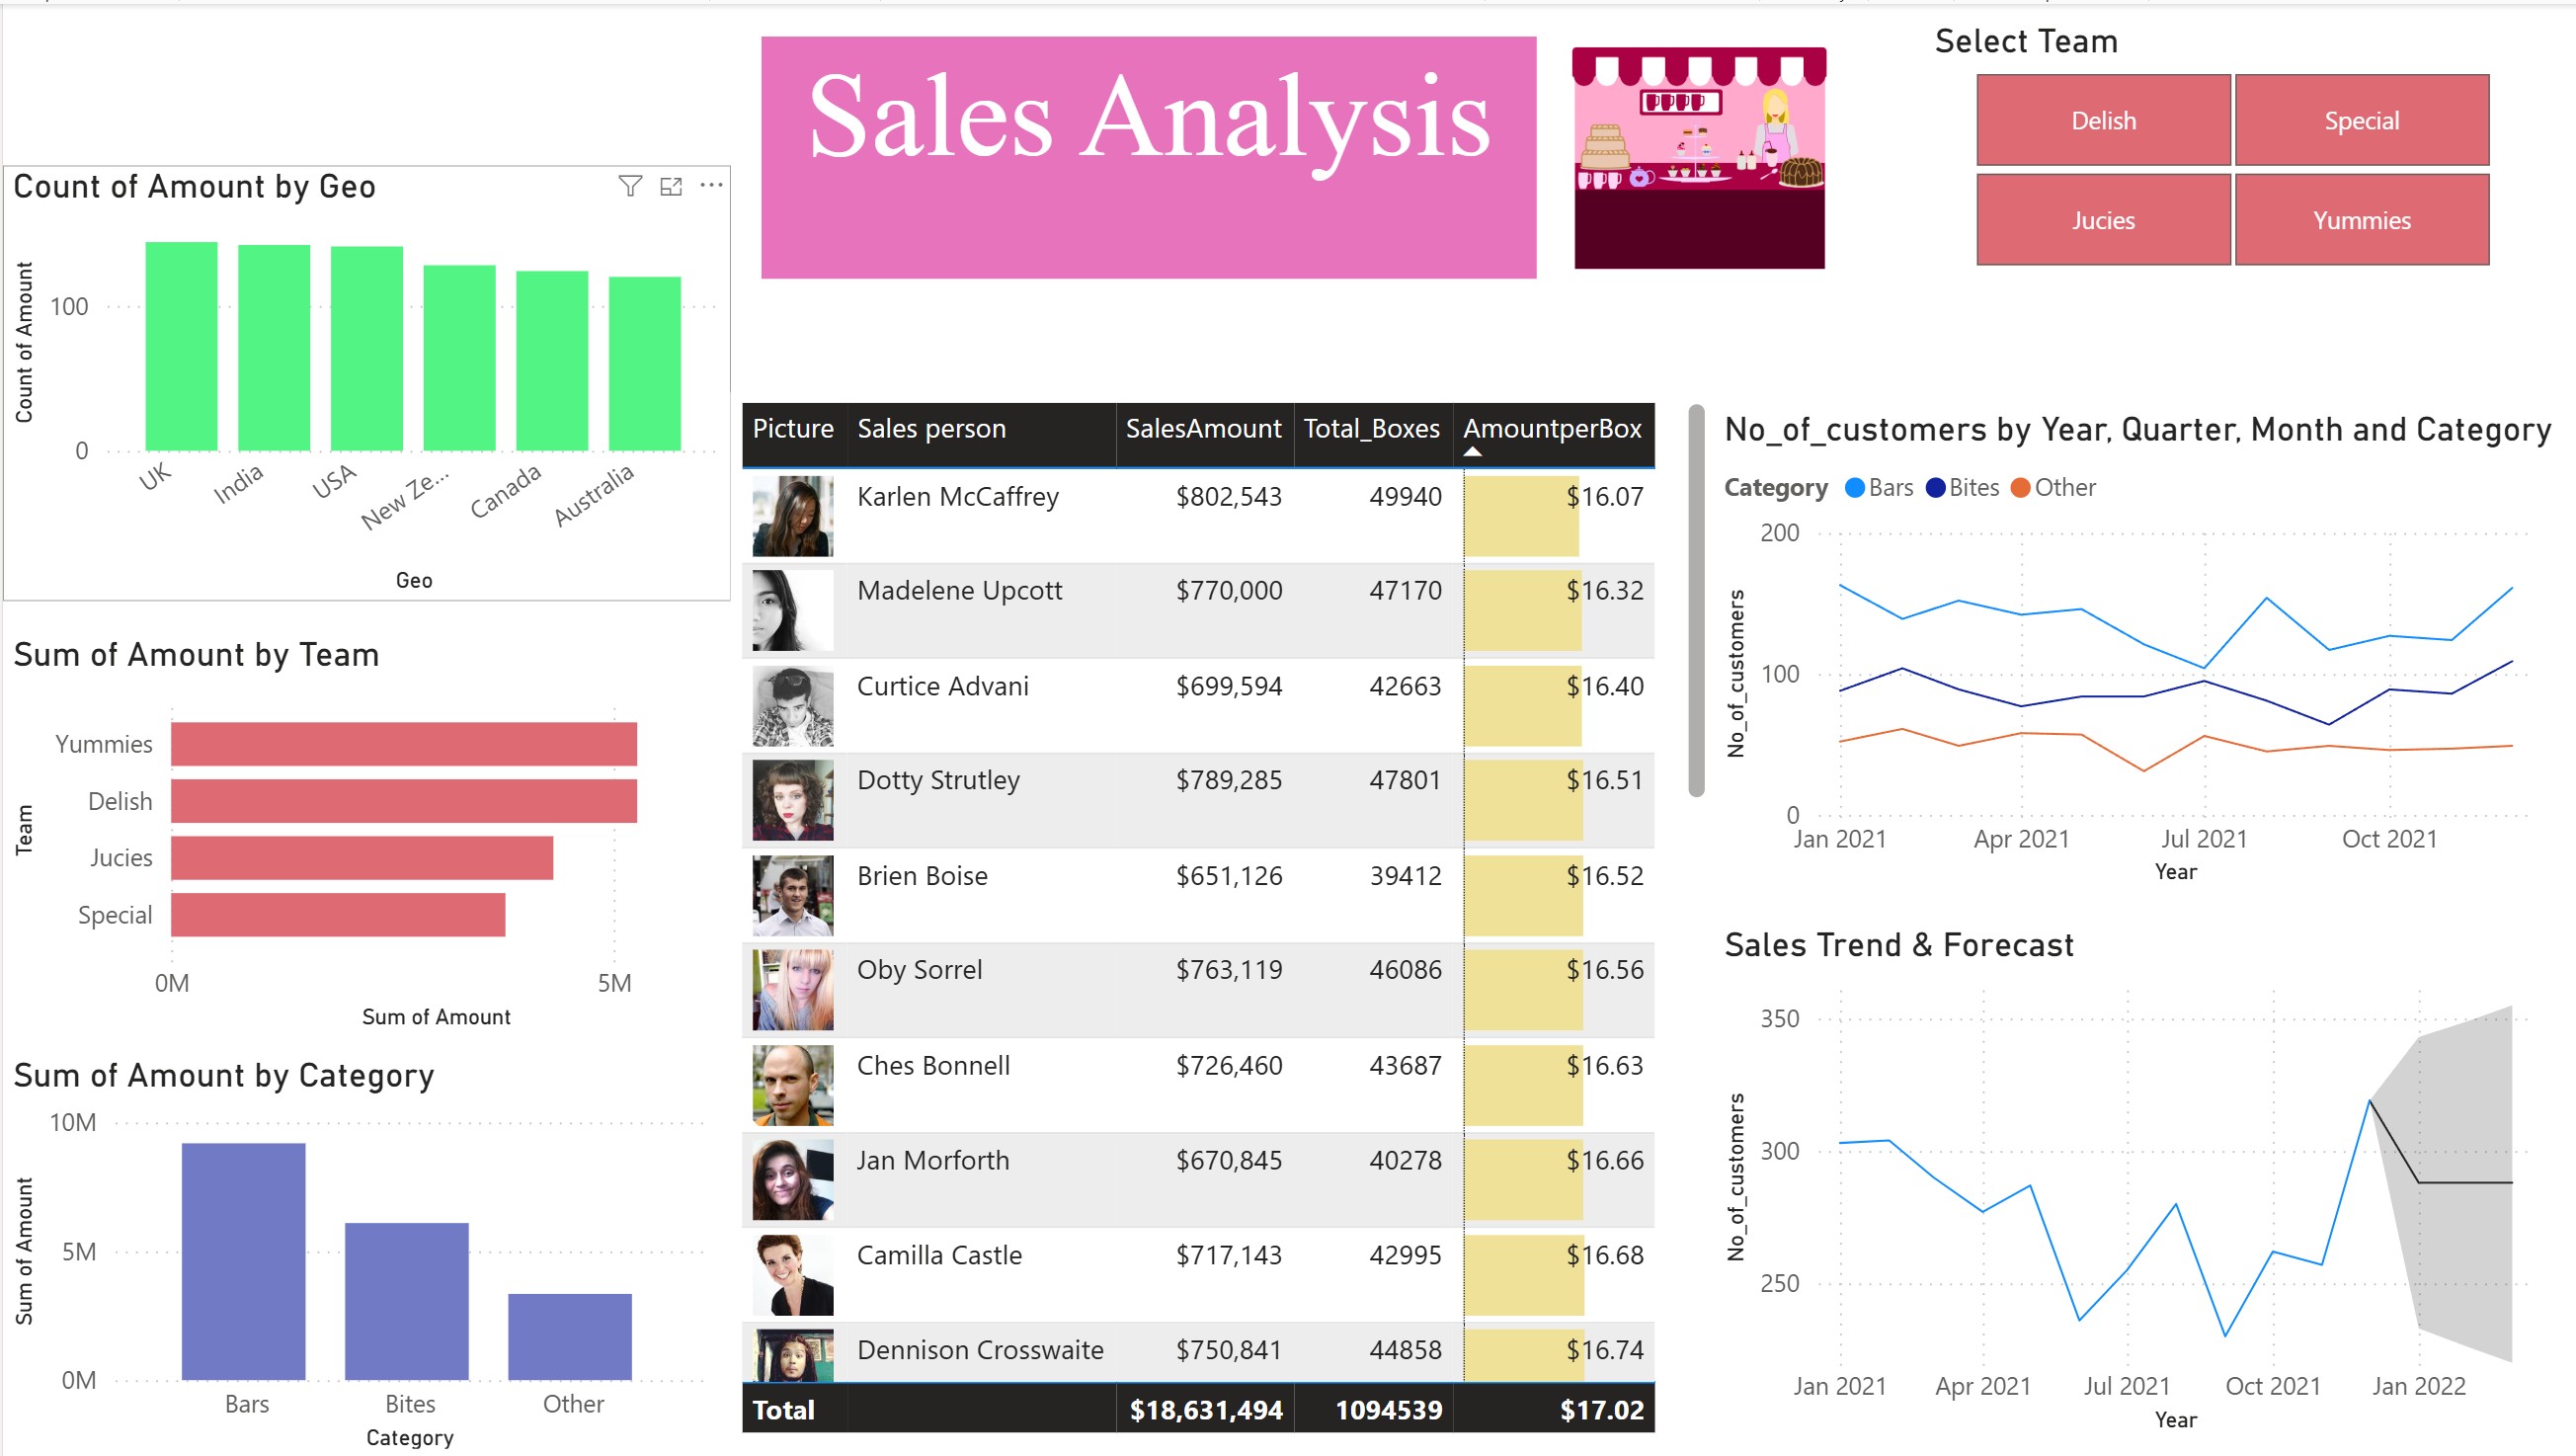 Sales Analysis
Select Team
Delish
Special
Jucies
Yummies
Count of Amount by Geo
Count of Amount
100
0
UK
India
USA
New Ze...
Canada
Australia
Geo
Sum of Amount by Team
Team
Yummies
Delish
Jucies
Special
0M
5M
Sum of Amount
Sum of Amount by Category
Sum of Amount
10M
5M
0M
Bars
Bites
Other
Category
Picture Sales person SalesAmount Total_Boxes AmountperBox
Karlen McCaffrey $802,543 49940 $16.07
Madelene Upcott $770,000 47170 $16.32
Curtice Advani $699,594 42663 $16.40
Dotty Strutley $789,285 47801 $16.51
Brien Boise $651,126 39412 $16.52
Oby Sorrel $763,119 46086 $16.56
Ches Bonnell $726,460 43687 $16.63
Jan Morforth $670,845 40278 $16.66
Camilla Castle $717,143 42995 $16.68
Dennison Crosswaite $750,841 44858 $16.74
Total $18,631,494 1094539 $17.02
No_of_customers by Year, Quarter, Month and Category
Category Bars Bites Other
No_of_customers
200
100
0
Jan 2021 Apr 2021 Jul 2021 Oct 2021
Year
Sales Trend & Forecast
No_of_customers
350
300
250
Jan 2021 Apr 2021 Jul 2021 Oct 2021 Jan 2022
Year